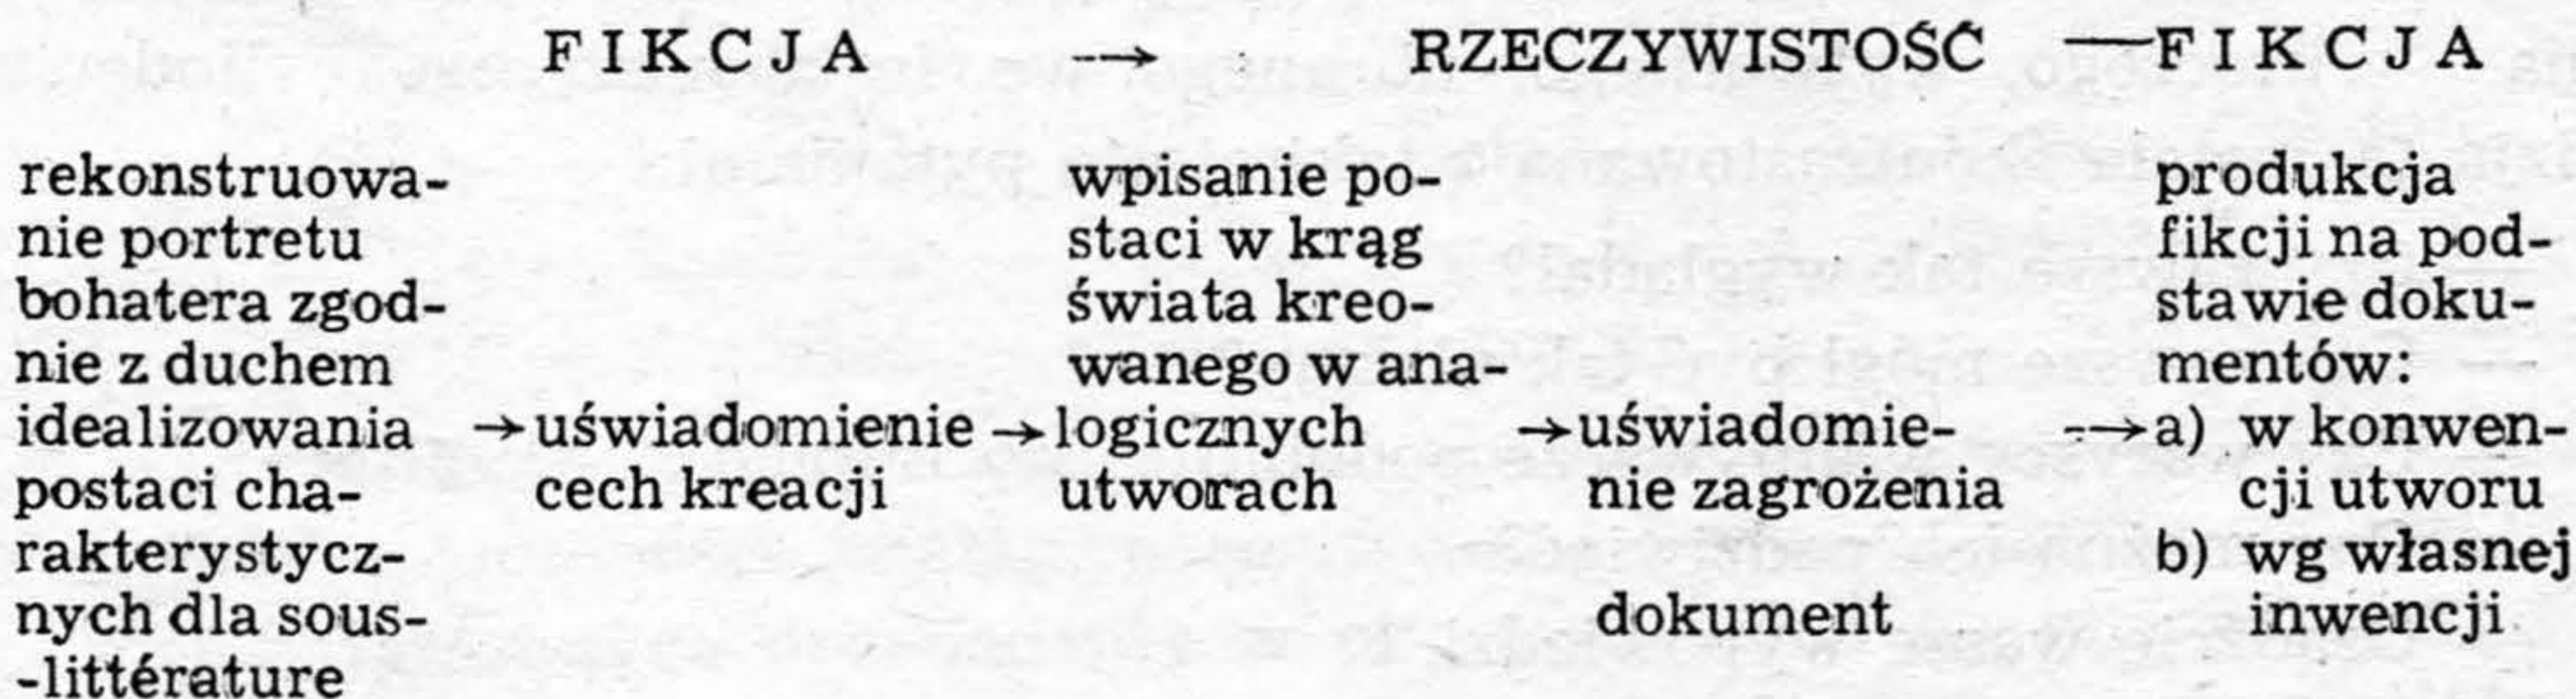 FIKCJA → RZECZYWISTOŚĆ —FIKCJA
rekonstruowa-
nie portretu
bohatera zgod-
nie z duchem
idealizowania
postaci cha-
rakterystycz-
nych dla sous-
-littérature
→uświadomienie
cech kreacji
wpisanie po-
staci w krąg
świata kreo-
wanego w ana-
→logicznych
utworach
→uświadomie-
nie zagrożenia
dokument
produkcja
fikcji na pod-
stawie doku-
mentów:
→a) w konwen-
cji utworu
b) wg własnej
inwencji